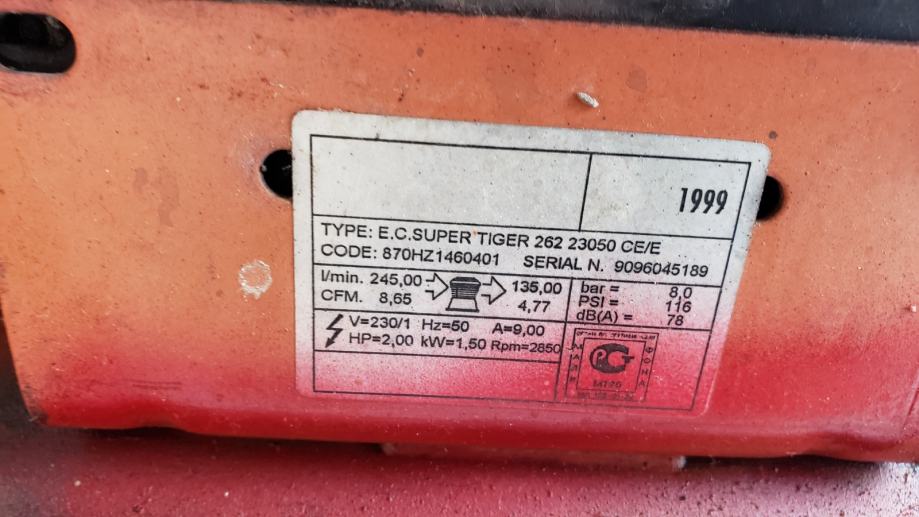 1999
TYPE: E.C.SUPER TIGER 262 23050 CE/E
CODE: 870HZ1460401 SERIAL N. 9096045189
l/min. 245,00 135,00 bar = 8,0
CFM. 8,65 4,77 PSI = 116
dB(A) = 78
V=230/1 Hz=50 A=9,00
HP=2,00 kW=1,50 Rpm=2850